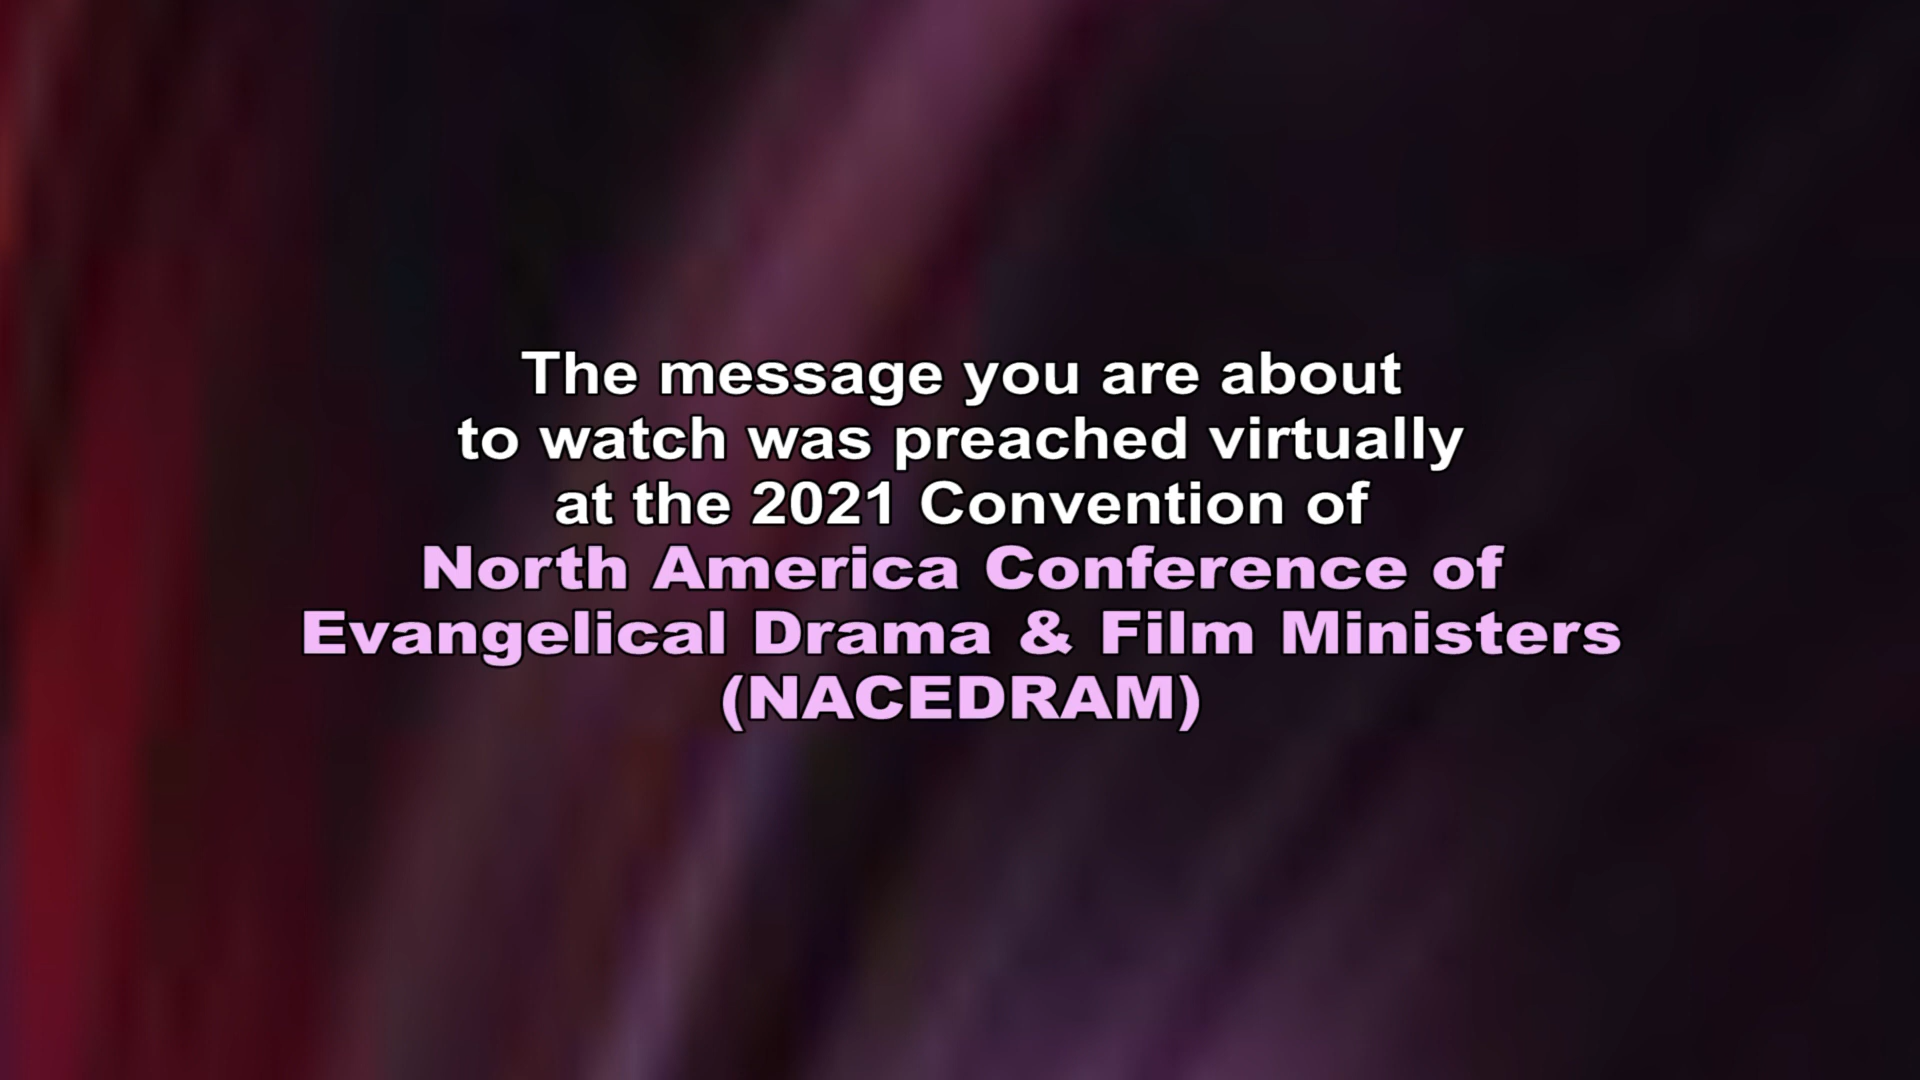 The message you are about
to watch was preached virtually
at the 2021 Convention of
North America Conference of
Evangelical Drama & Film Ministers
(NACEDRAM)